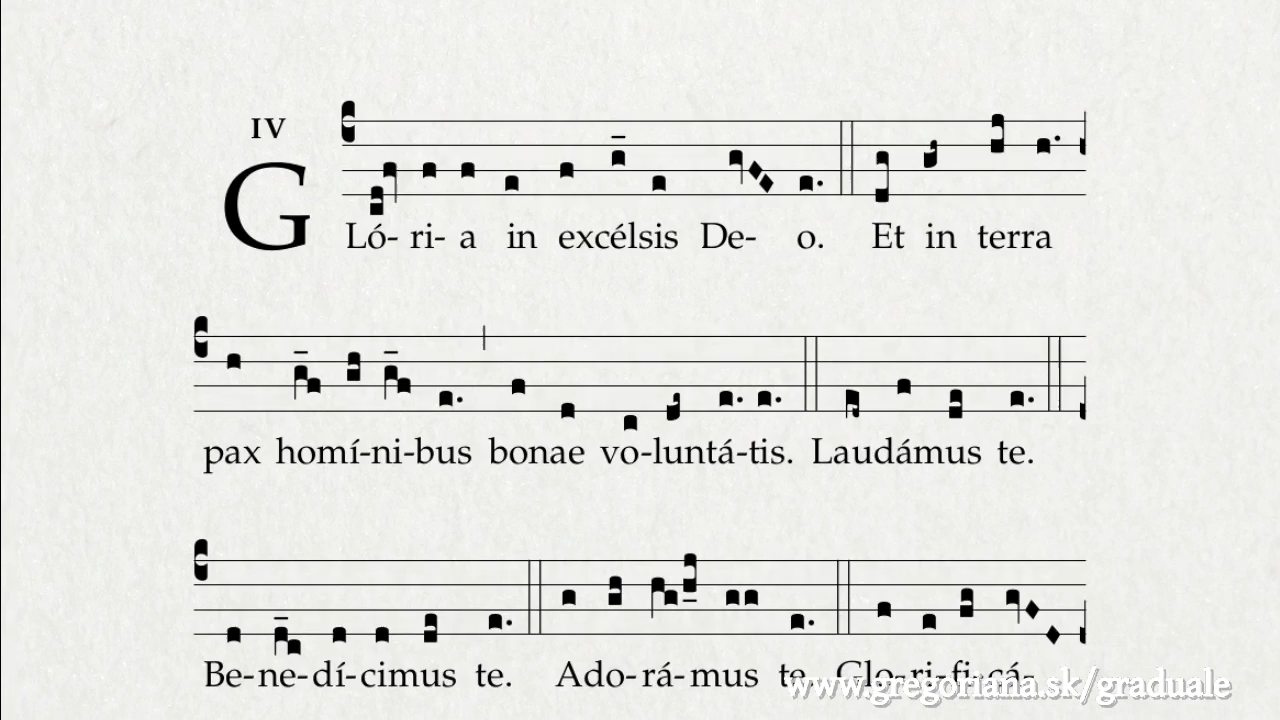 IV
GLó- ri- a in excélsis De- o. Et in terra
pax homí-ni-bus bonae vo-luntá-tis. Laudámus te.
Be-ne-dí-cimus te. Ado-rá-mus te. Glo-ri-fi-cá-
www.gregoriana.sk/graduale